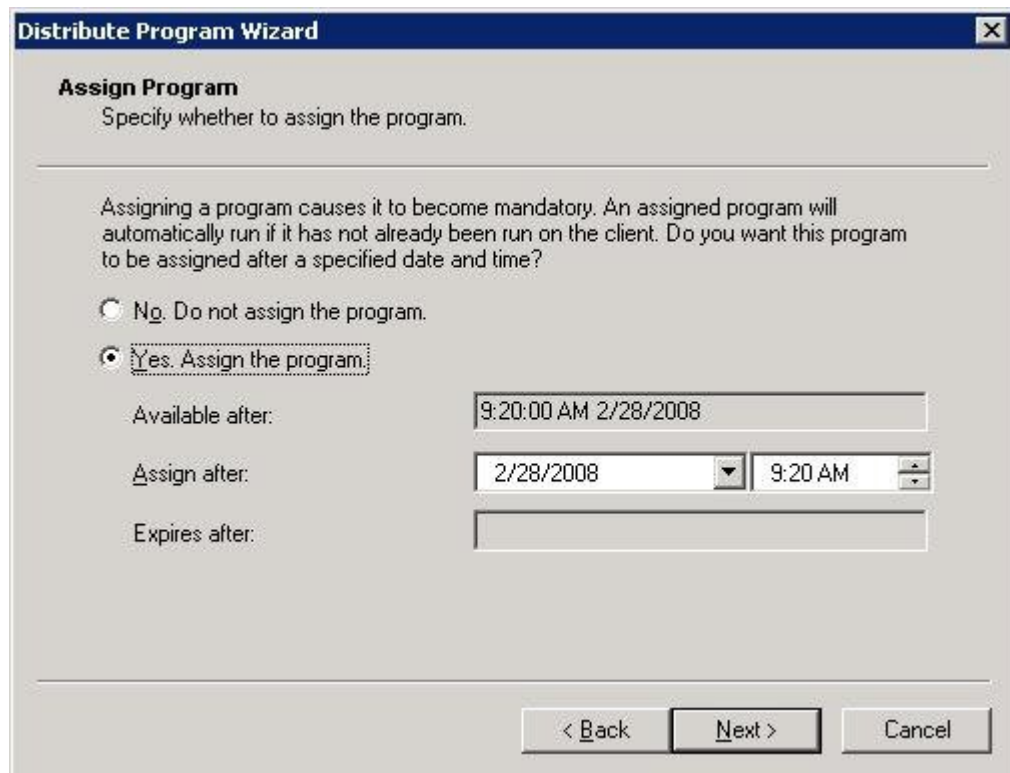 Distribute Program Wizard
Assign Program
Specify whether to assign the program.
Assigning a program causes it to become mandatory. An assigned program will
automatically run if it has not already been run on the client. Do you want this program
to be assigned after a specified date and time?
No. Do not assign the program.
Yes. Assign the program.
Available after: 9:20:00 AM 2/28/2008
Assign after: 2/28/2008 9:20 AM
Expires after:
< Back Next > Cancel